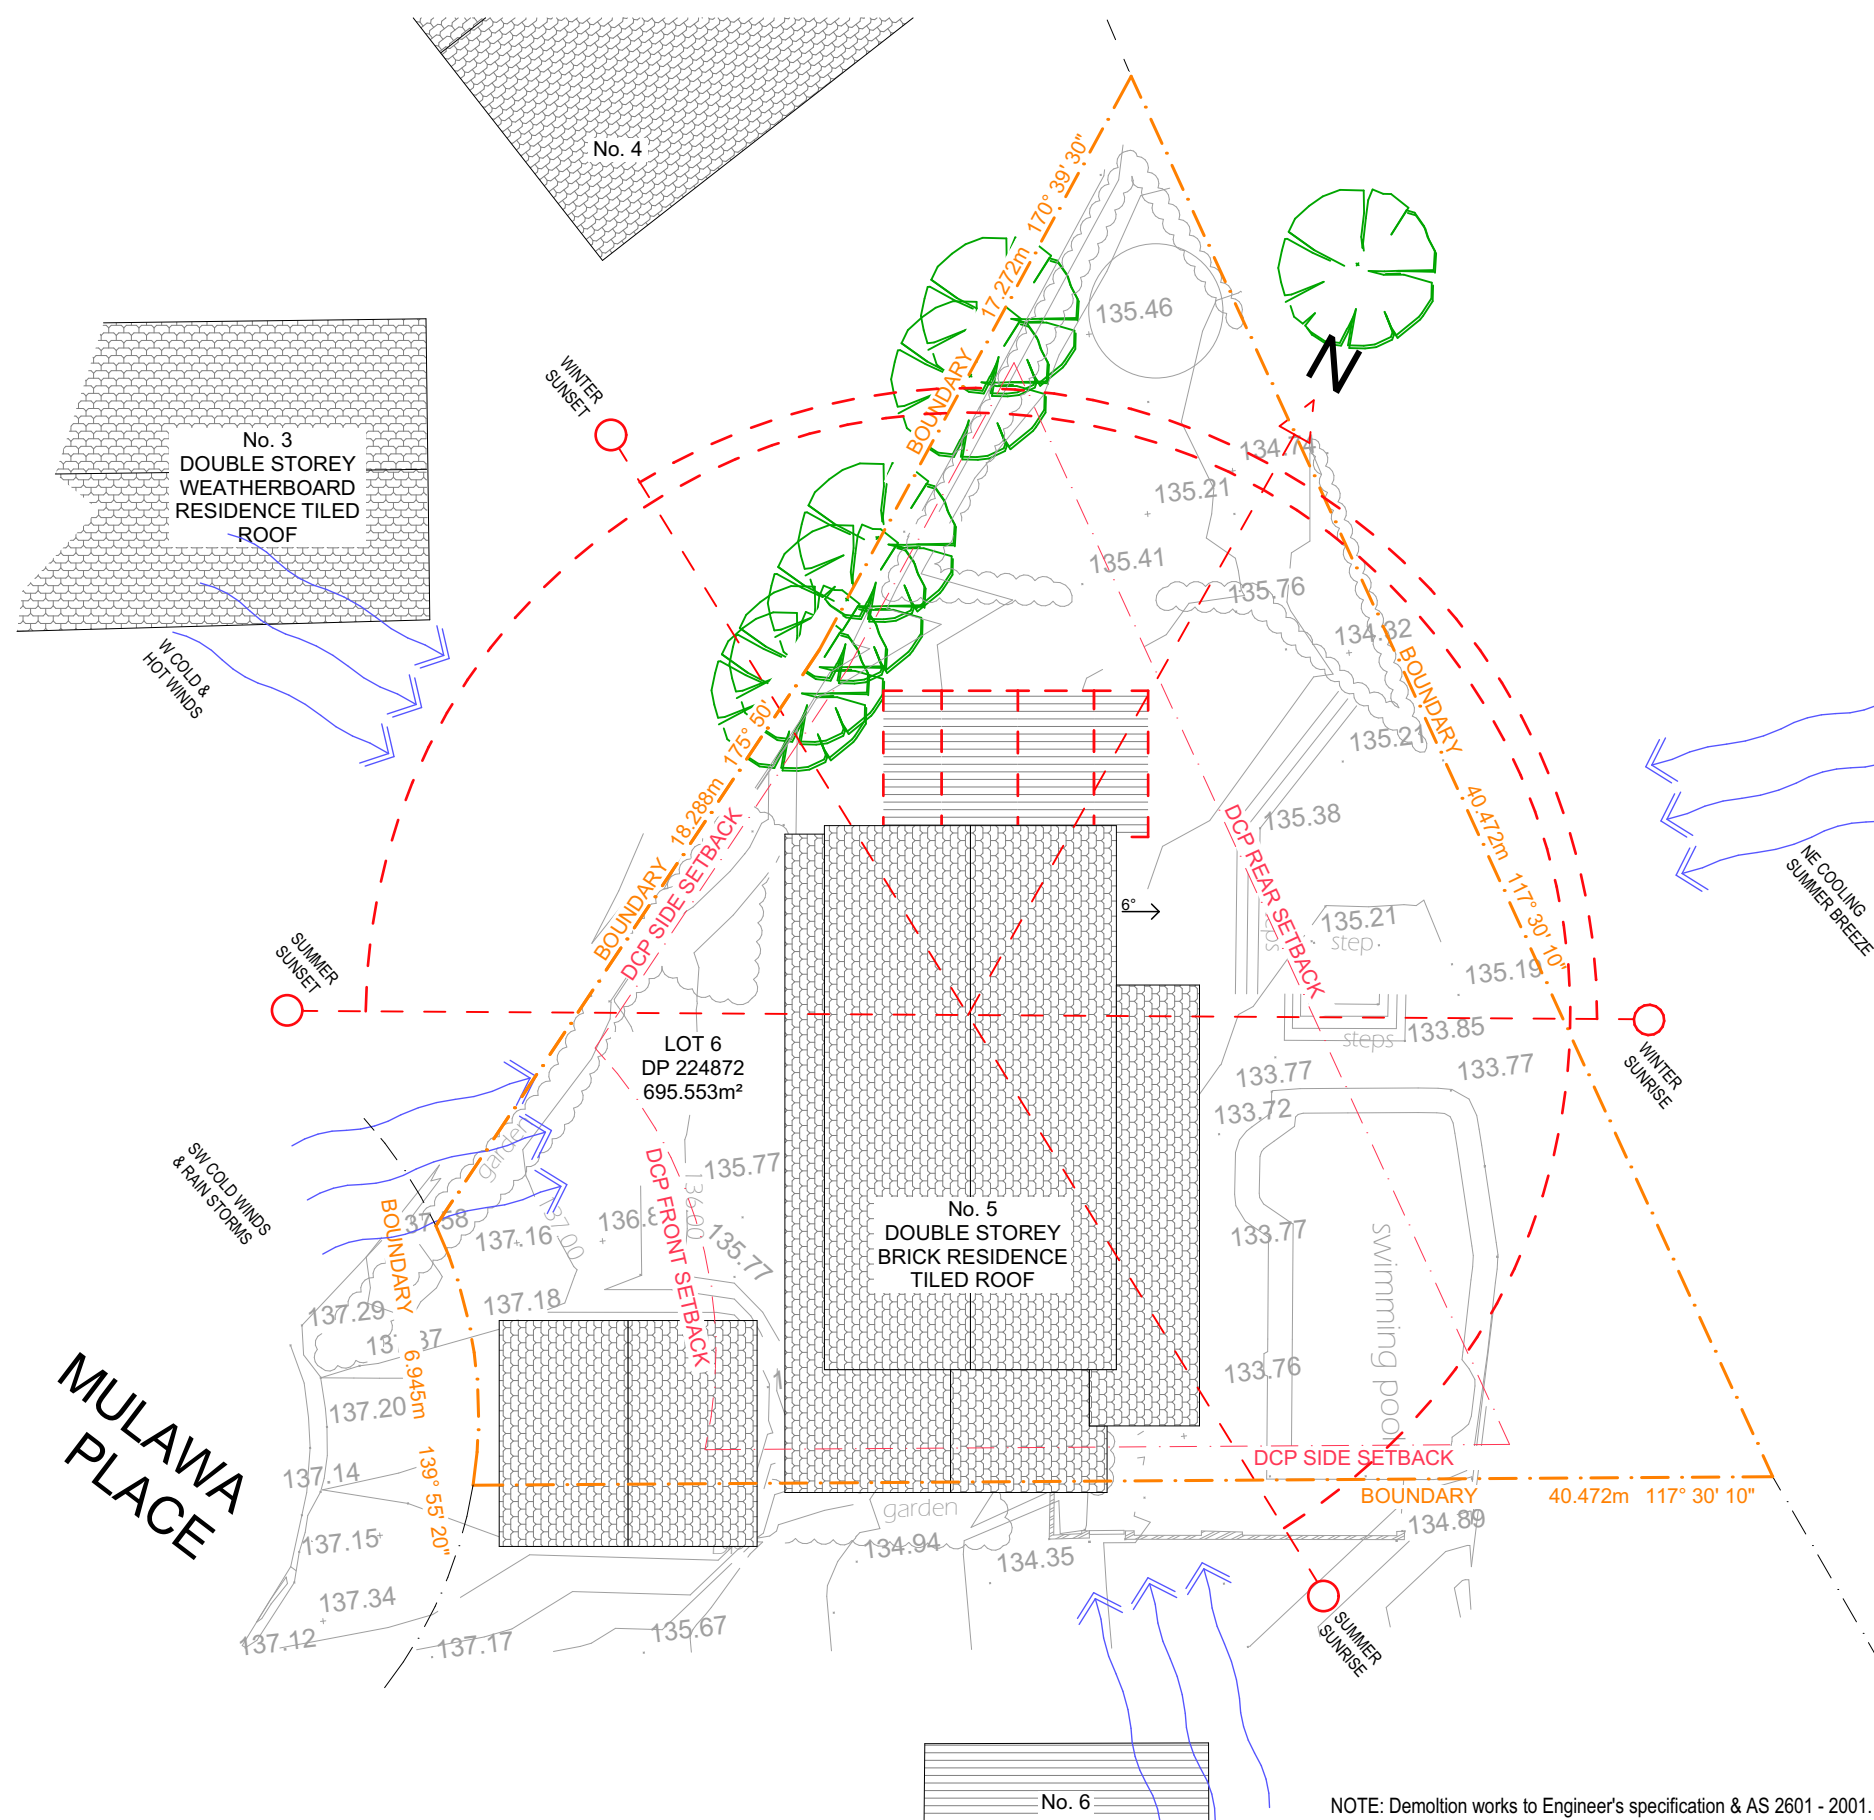 No. 4
170° 39' 30"
17.272m
BOUNDARY
135.46
N
WINTER
SUNSET
No. 3
DOUBLE STOREY
WEATHERBOARD
RESIDENCE TILED
ROOF
134.74
135.21
135.41
135.76
134.32
W COLD &
HOT WINDS
BOUNDARY
135.21
175° 50'
18.288m
BOUNDARY
DCP SIDE SETBACK
DCP REAR SETBACK
135.38
40.472m 117° 30' 10"
NE COOLING
SUMMER BREEZE
6°
135.21
step
135.19
SUMMER
SUNSET
LOT 6
DP 224872
695.553m²
steps
133.85
133.77
133.77
133.72
WINTER
SUNRISE
garden
SW COLD WINDS
& RAIN STORMS
DCP FRONT SETBACK
135.77
136.00
135.77
137.16
137.00
BOUNDARY
6.945m
139° 55' 20"
No. 5
DOUBLE STOREY
BRICK RESIDENCE
TILED ROOF
133.77
swimming pool
137.29
137.18
133.76
MULAWA
PLACE
137.20
137.14
DCP SIDE SETBACK
BOUNDARY
40.472m 117° 30' 10"
garden
134.89
137.15
134.94
134.35
137.34
137.12
137.17
135.67
SUMMER
SUNRISE
No. 6
NOTE: Demoltion works to Engineer's specification & AS 2601 - 2001.